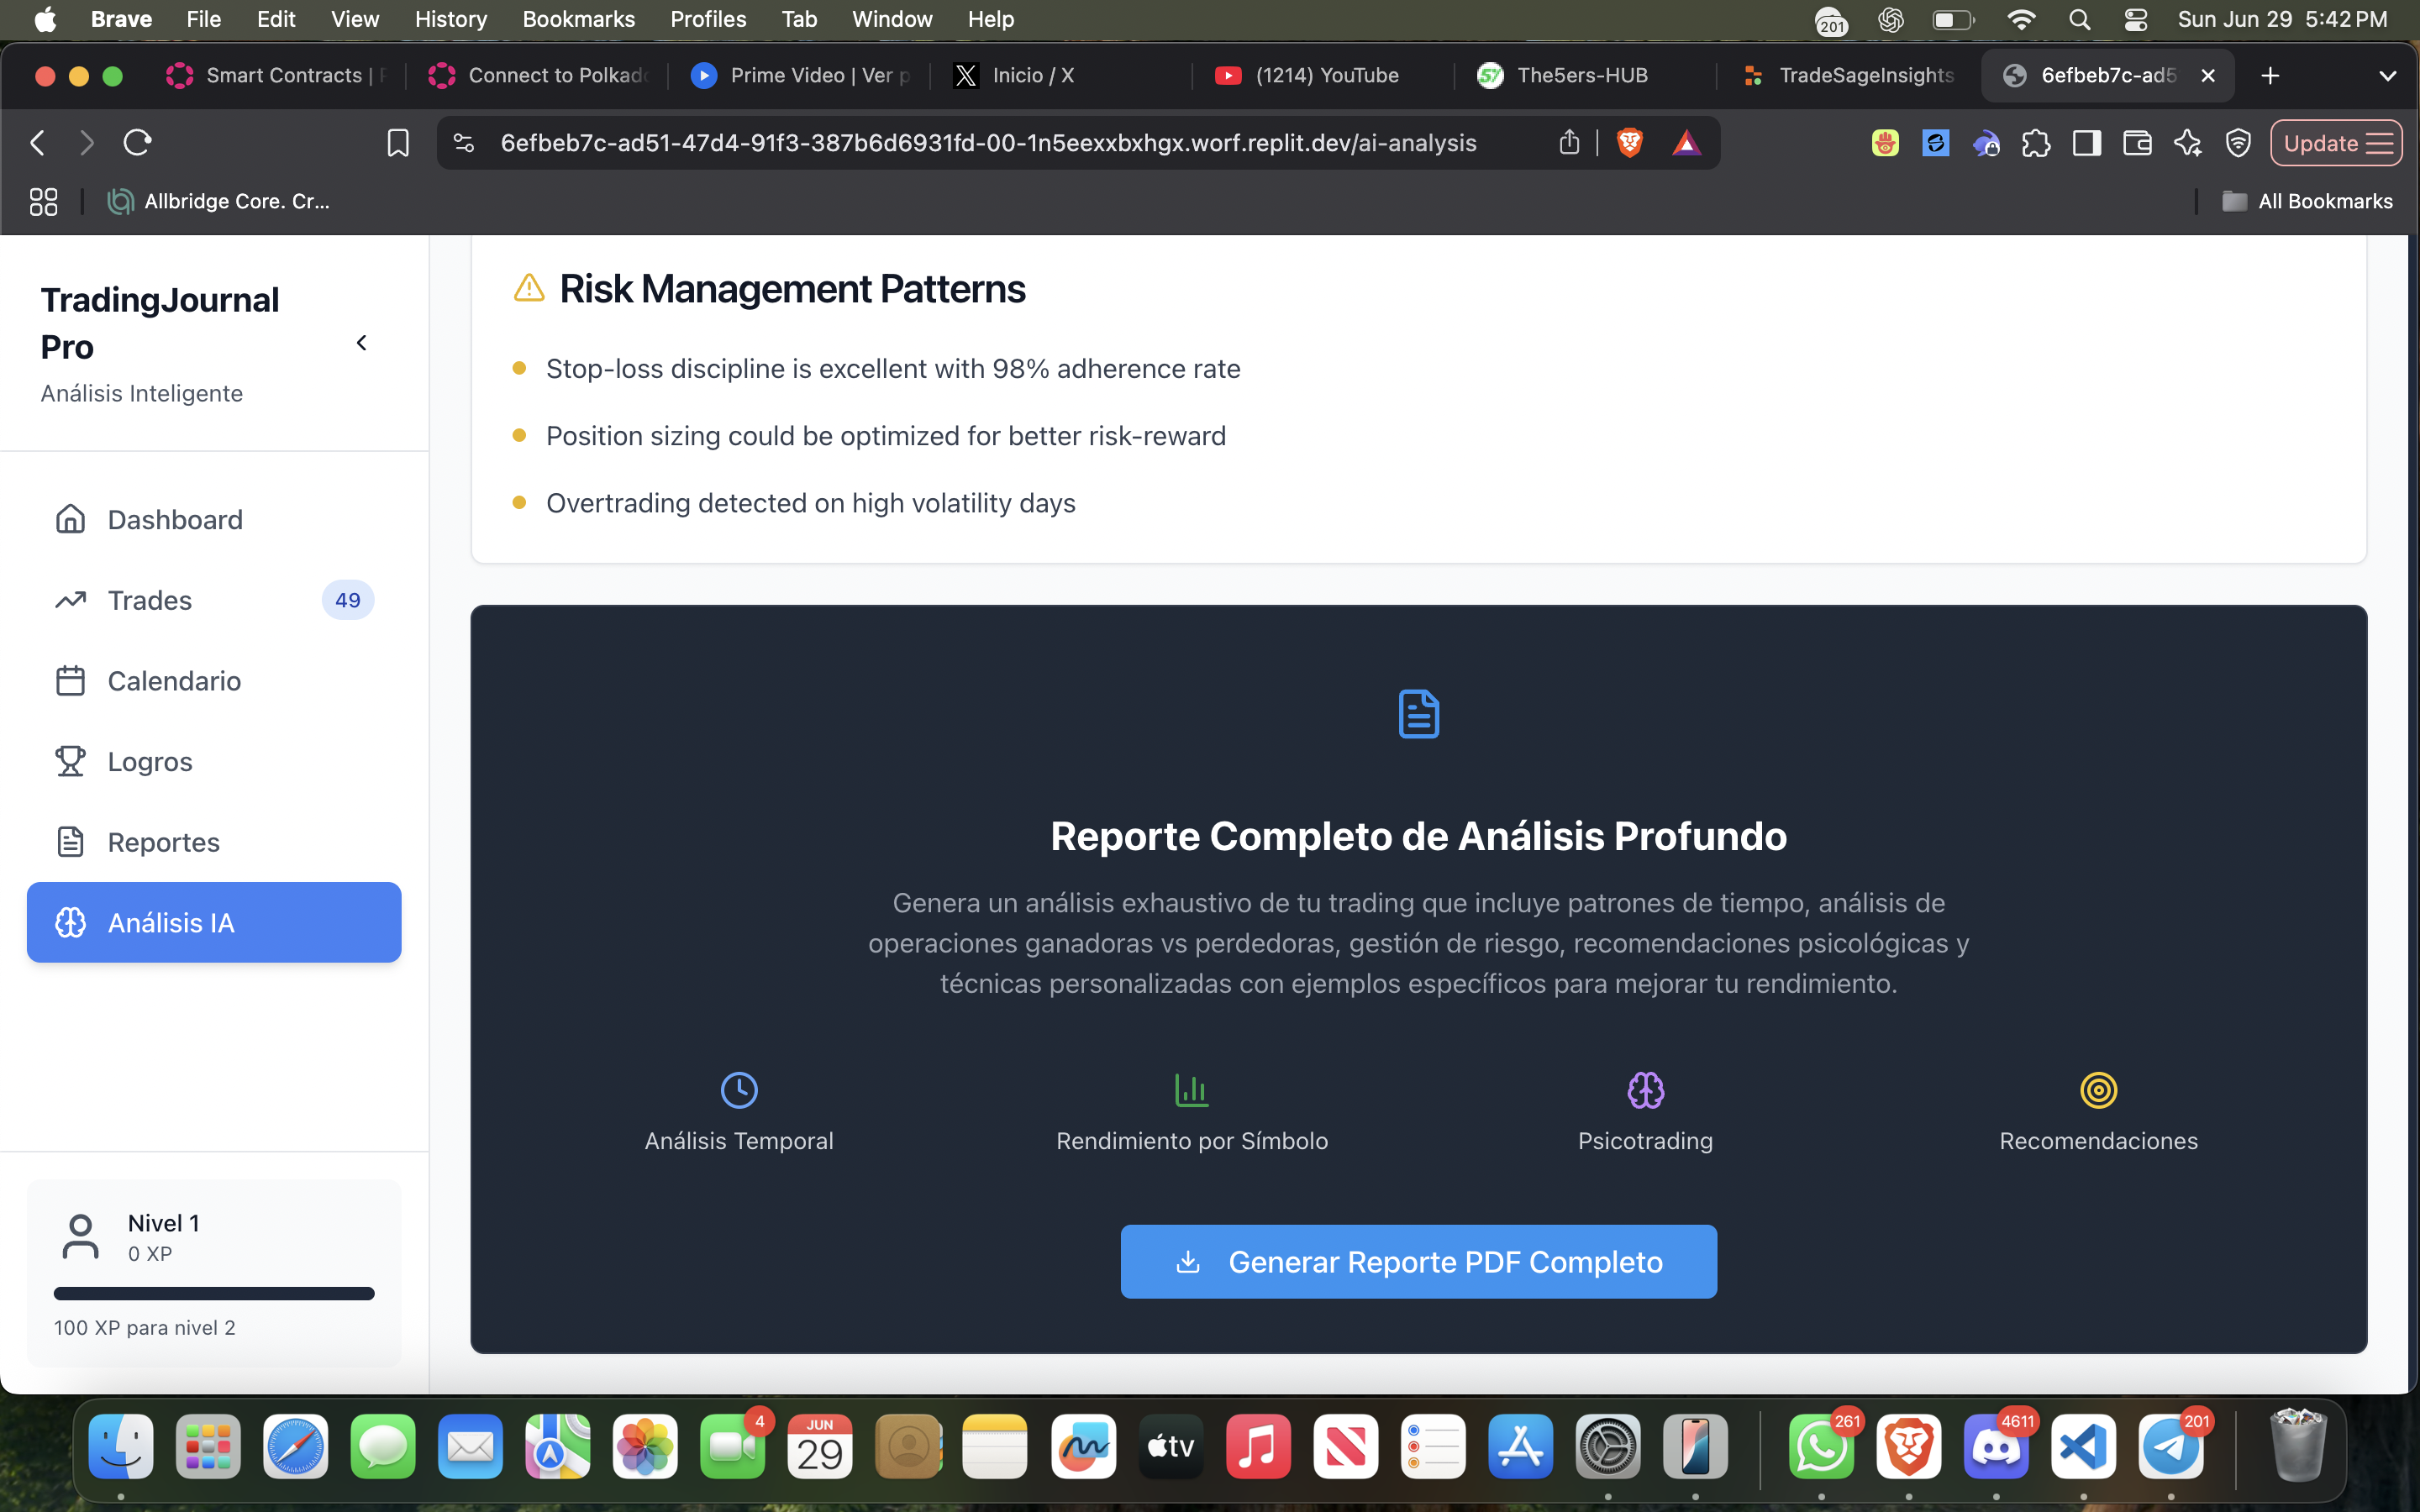 Brave File Edit View History Bookmarks Profiles Tab Window Help
201
Sun Jun 29 5:42 PM
Smart Contracts |
Connect to Polkad
Prime Video | Ver p
Inicio / X
(1214) YouTube
The5ers-HUB
TradeSageInsights
6efbeb7c-ad5
6efbeb7c-ad51-47d4-91f3-387b6d6931fd-00-1n5eexxbxhgx.worf.replit.dev/ai-analysis
Update
Allbridge Core. Cr...
All Bookmarks
TradingJournal
Pro
Análisis Inteligente
Dashboard
Trades 49
Calendario
Logros
Reportes
Análisis IA
Nivel 1
0 XP
100 XP para nivel 2
Risk Management Patterns
Stop-loss discipline is excellent with 98% adherence rate
Position sizing could be optimized for better risk-reward
Overtrading detected on high volatility days
Reporte Completo de Análisis Profundo
Genera un análisis exhaustivo de tu trading que incluye patrones de tiempo, análisis de
operaciones ganadoras vs perdedoras, gestión de riesgo, recomendaciones psicológicas y
técnicas personalizadas con ejemplos específicos para mejorar tu rendimiento.
Análisis Temporal
Rendimiento por Símbolo
Psicotrading
Recomendaciones
Generar Reporte PDF Completo
4
JUN
29
tv
261
4611
201